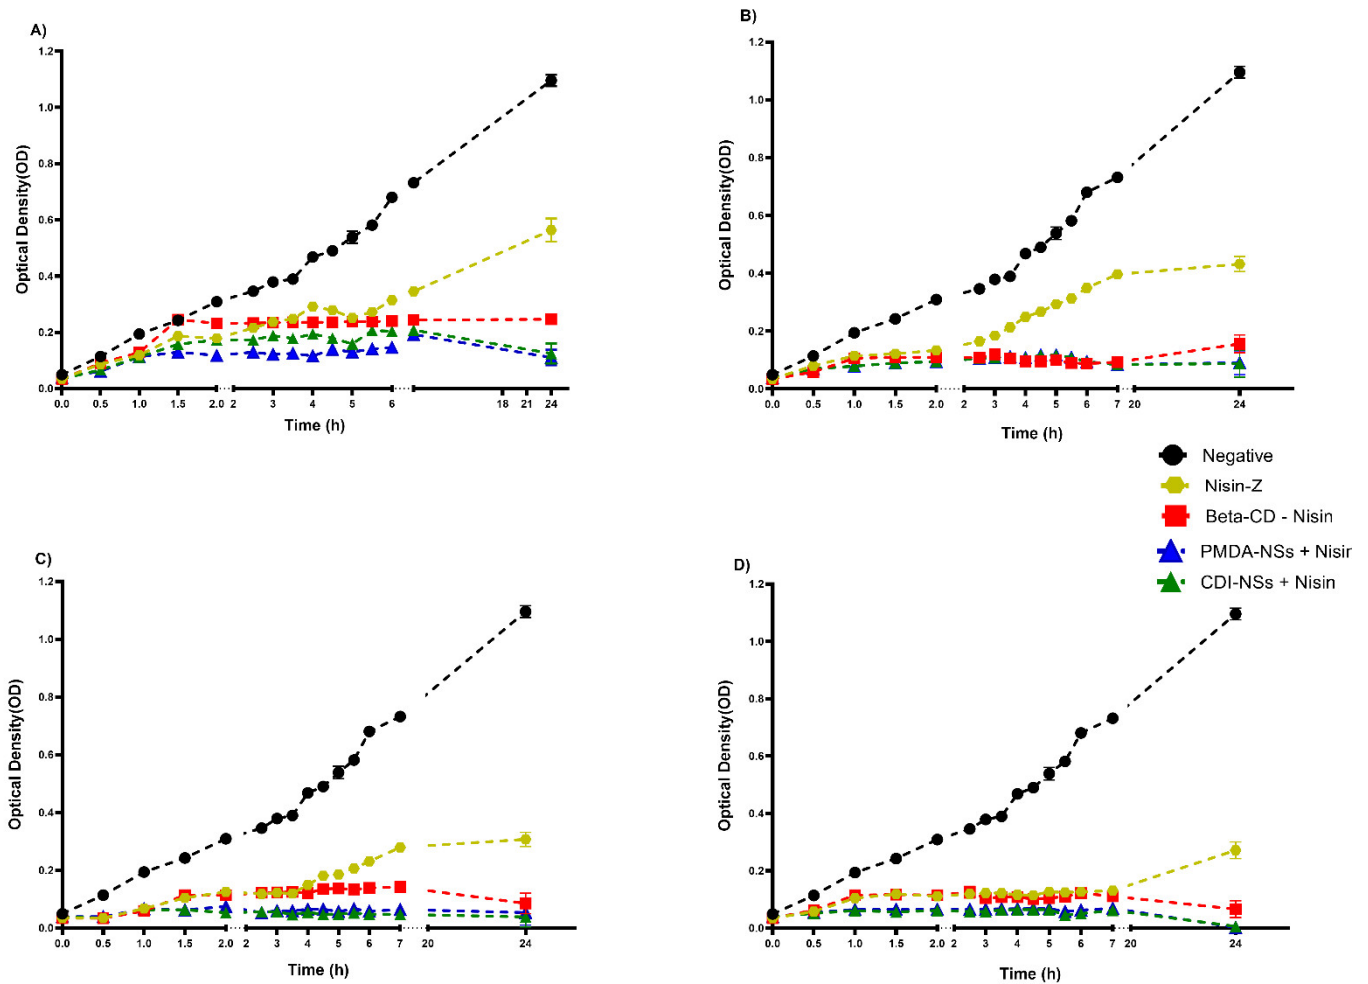 A)
1.2
1.0
0.8
0.6
0.4
0.2
0.0
Optical Density(OD)
0.0 0.5 1.0 1.5 2.0 2 3 4 5 6 18 21 24
Time (h)
B)
1.2
1.0
0.8
0.6
0.4
0.2
0.0
Optical Density(OD)
0.0 0.5 1.0 1.5 2.0 2 3 4 5 6 7 20 24
Time (h)
Negative
Nisin-Z
Beta-CD - Nisin
PMDA-NSs + Nisir
CDI-NSs + Nisin
C)
1.2
1.0
0.8
0.6
0.4
0.2
0.0
Optical Density(OD)
0.0 0.5 1.0 1.5 2.0 2 3 4 5 6 7 20 24
Time (h)
D)
1.2
1.0
0.8
0.6
0.4
0.2
0.0
Optical Density(OD)
0.0 0.5 1.0 1.5 2.0 2 3 4 5 6 7 20 24
Time (h)